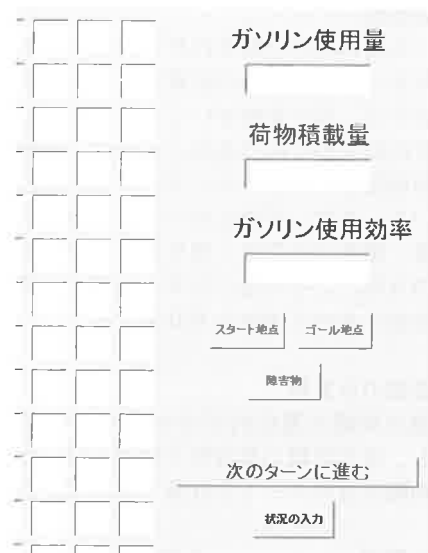 ガソリン使用量
荷物積載量
ガソリン使用効率
スタート地点 ゴール地点
障害物
次のターンに進む
状況の入力